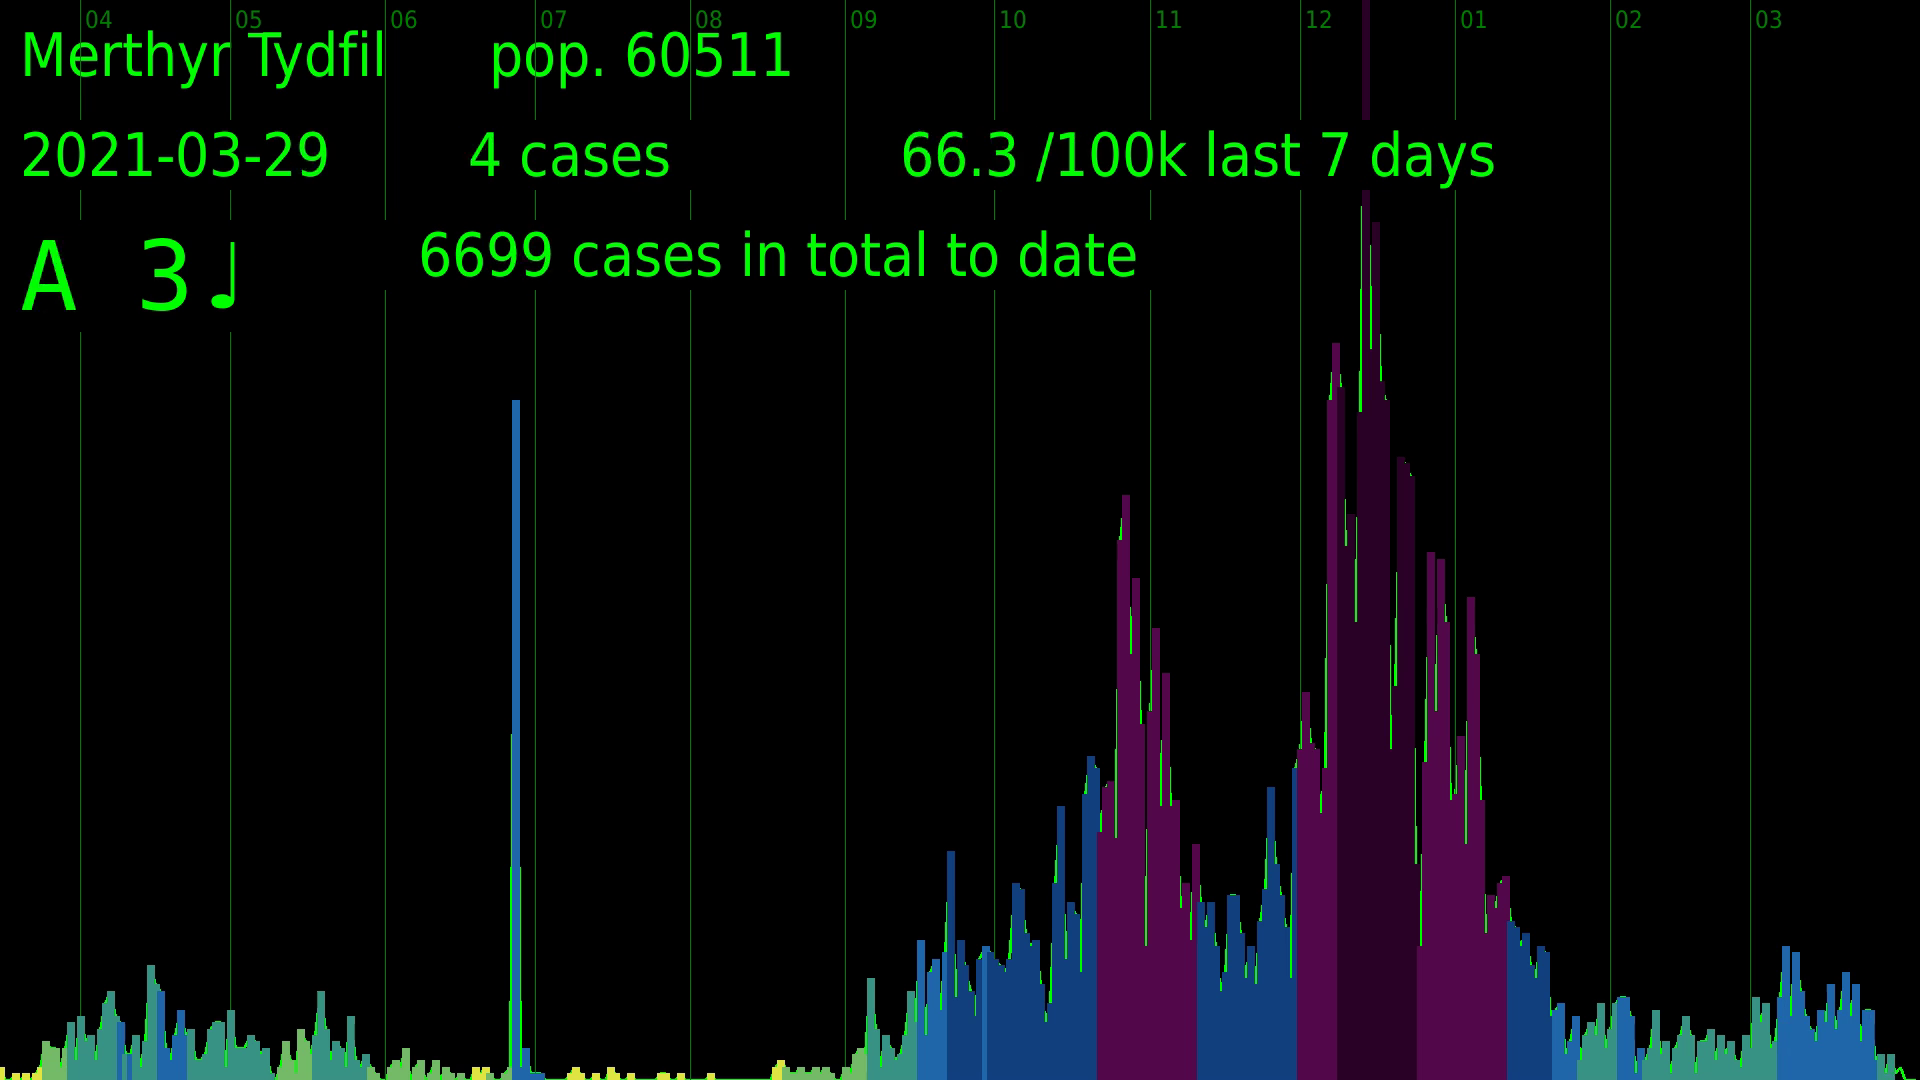 04 05 06 07 08 09 10 11 12 01 02 03
Merthyr Tydfil pop. 60511
2021-03-29 4 cases 66.3 /100k last 7 days
A 3♩ 6699 cases in total to date